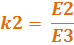 k2 = E2/E3